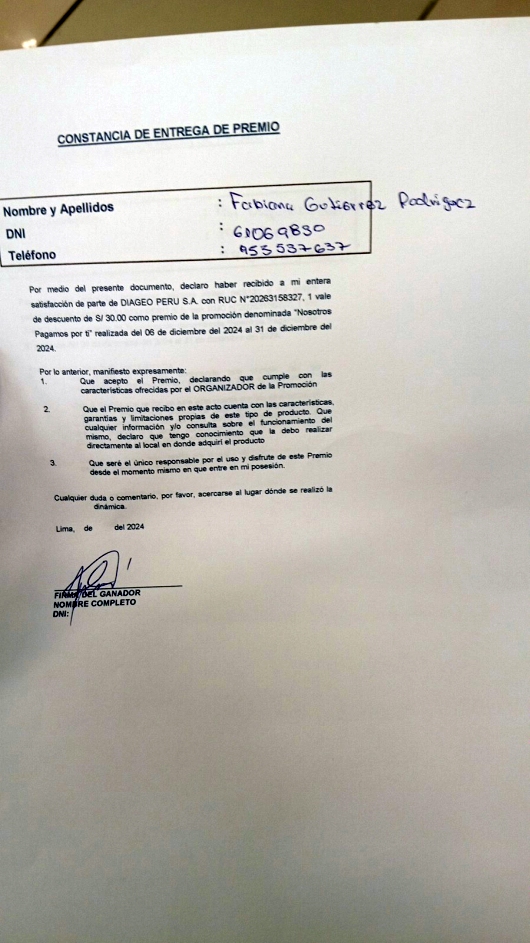 CONSTANCIA DE ENTREGA DE PREMIO
Nombre y Apellidos : Fabiana Gutierrez Rodriguez
DNI : 61069830
Teléfono : 953537637
Por medio del presente documento, declaro haber recibido a mi entera
satisfacción de parte de DIAGEO PERU S.A. con RUC N°20263158327, 1 vale
de descuento de S/ 30.00 como premio de la promoción denominada "Nosotros
Pagamos por ti" realizada del 06 de diciembre del 2024 al 31 de diciembre del
2024.
Por lo anterior, manifiesto expresamente:
1. Que acepto el Premio, declarando que cumple con las
características ofrecidas por el ORGANIZADOR de la Promoción
2. Que el Premio que recibo en este acto cuenta con las características,
garantías y limitaciones propias de este tipo de producto. Que
cualquier información y/o consulta sobre el funcionamiento del
mismo, declaro que tengo conocimiento que la debo realizar
directamente al local en donde adquirí el producto
3. Que seré el único responsable por el uso y disfrute de este Premio
desde el momento mismo en que entre en mi posesión.
Cualquier duda o comentario, por favor, acercarse al lugar dónde se realizó la
dinámica.
Lima, de del 2024
FIRMA DEL GANADOR
NOMBRE COMPLETO
DNI: